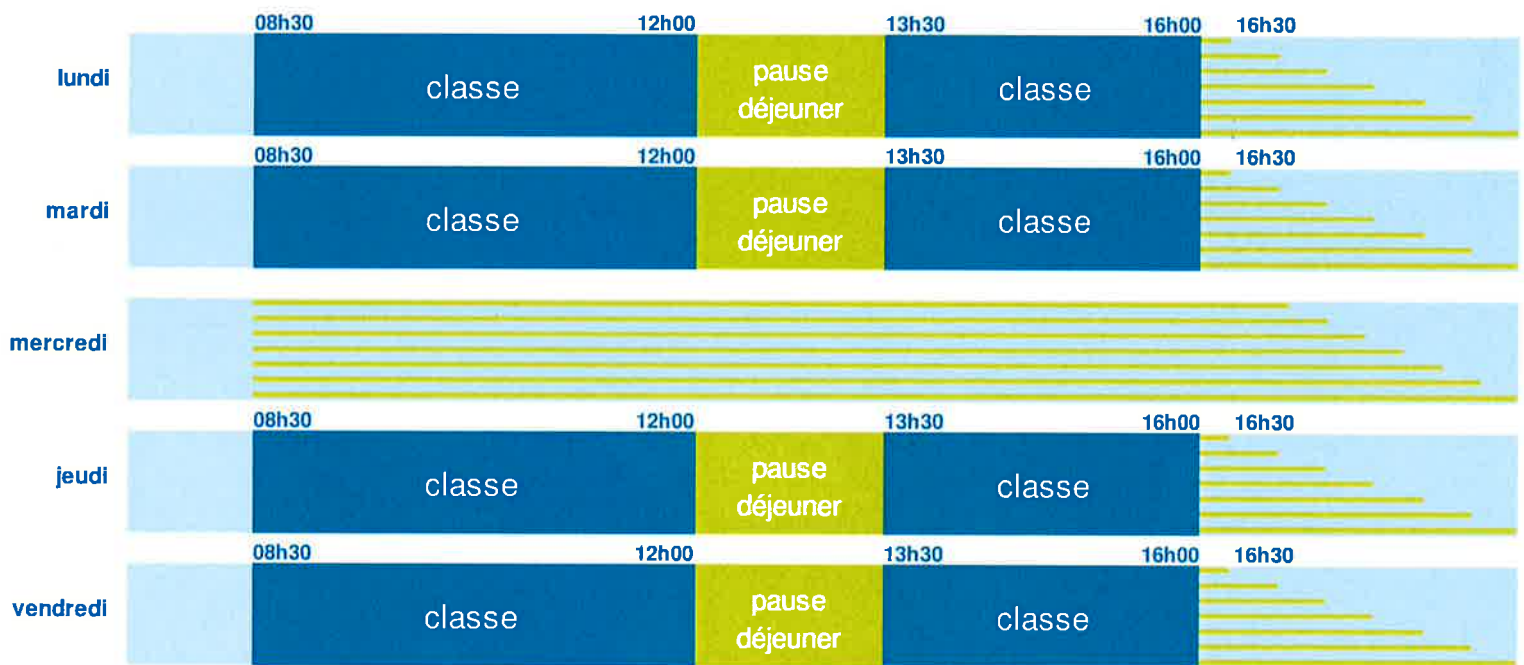 08h30 12h00 13h30 16h00 16h30
lundi
classe
pause
déjeuner
classe
08h30 12h00 13h30 16h00 16h30
mardi
classe
pause
déjeuner
classe
mercredi
08h30 12h00 13h30 16h00 16h30
jeudi
classe
pause
déjeuner
classe
08h30 12h00 13h30 16h00 16h30
vendredi
classe
pause
déjeuner
classe